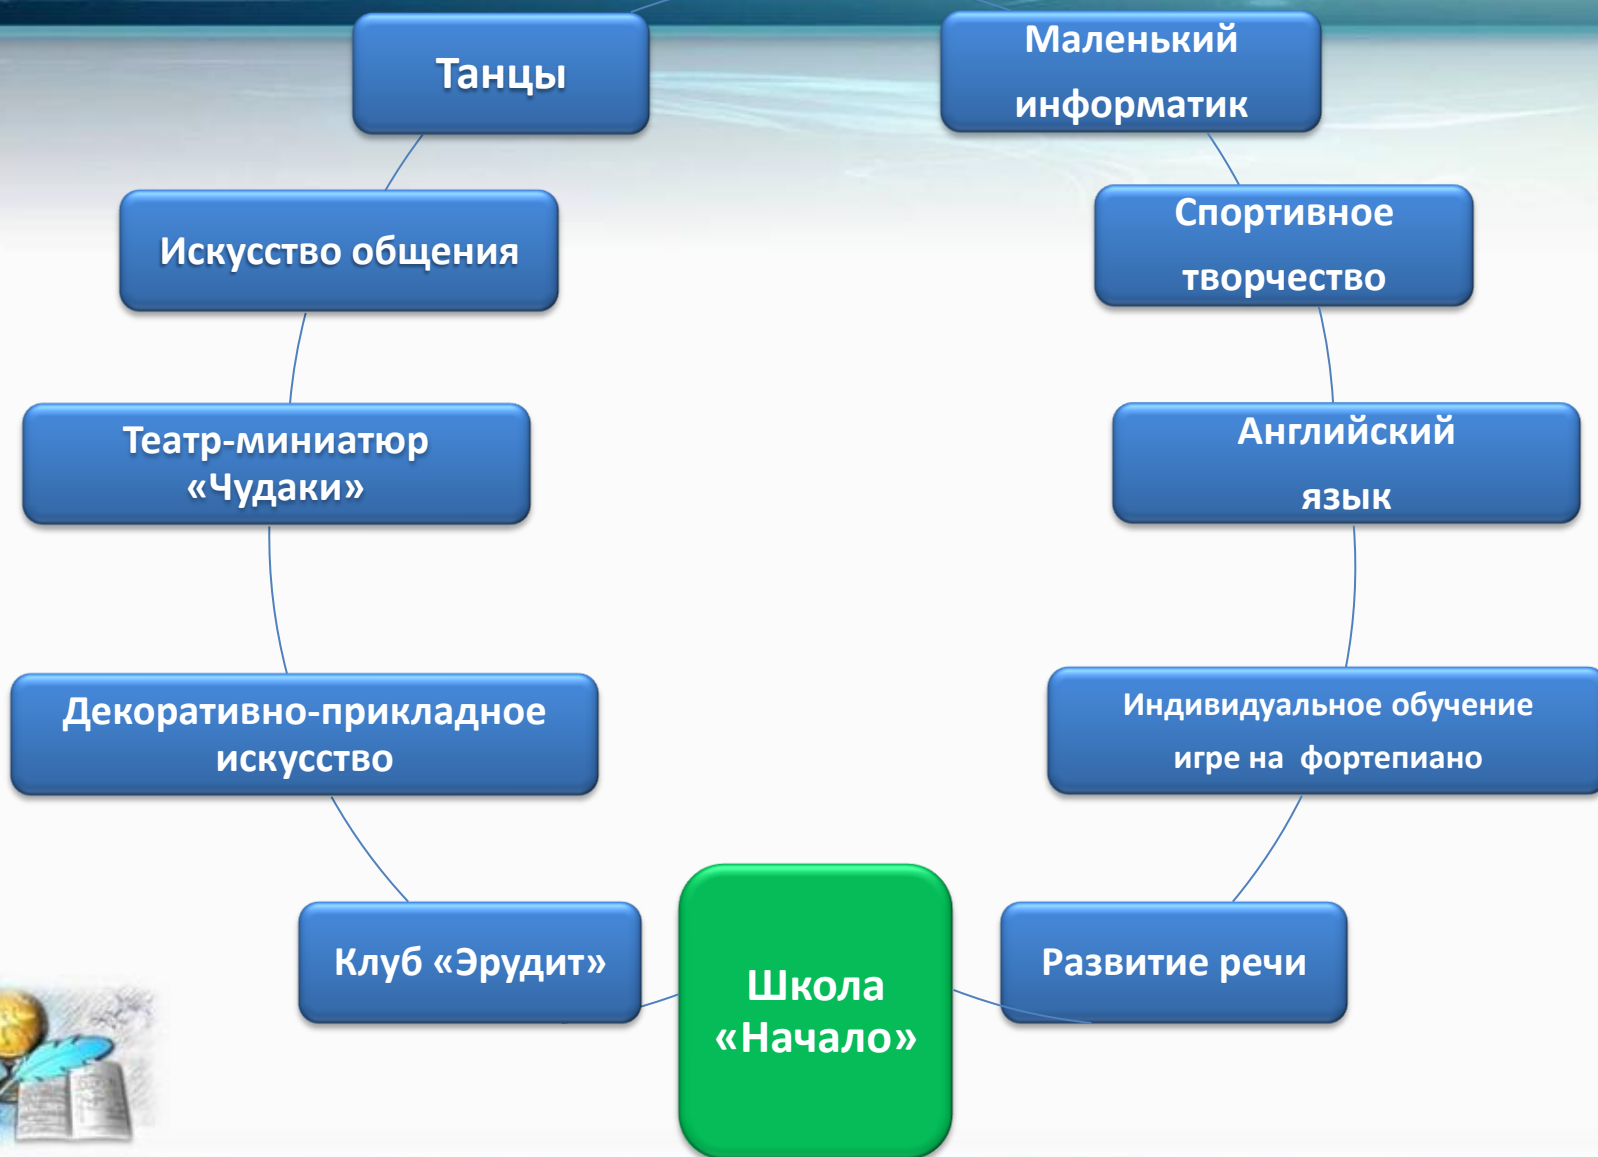 Танцы
Маленький
информатик
Искусство общения
Спортивное
творчество
Театр-миниатюр
«Чудаки»
Английский
язык
Декоративно-прикладное
искусство
Индивидуальное обучение
игре на фортепиано
Клуб «Эрудит»
Школа
«Начало»
Развитие речи